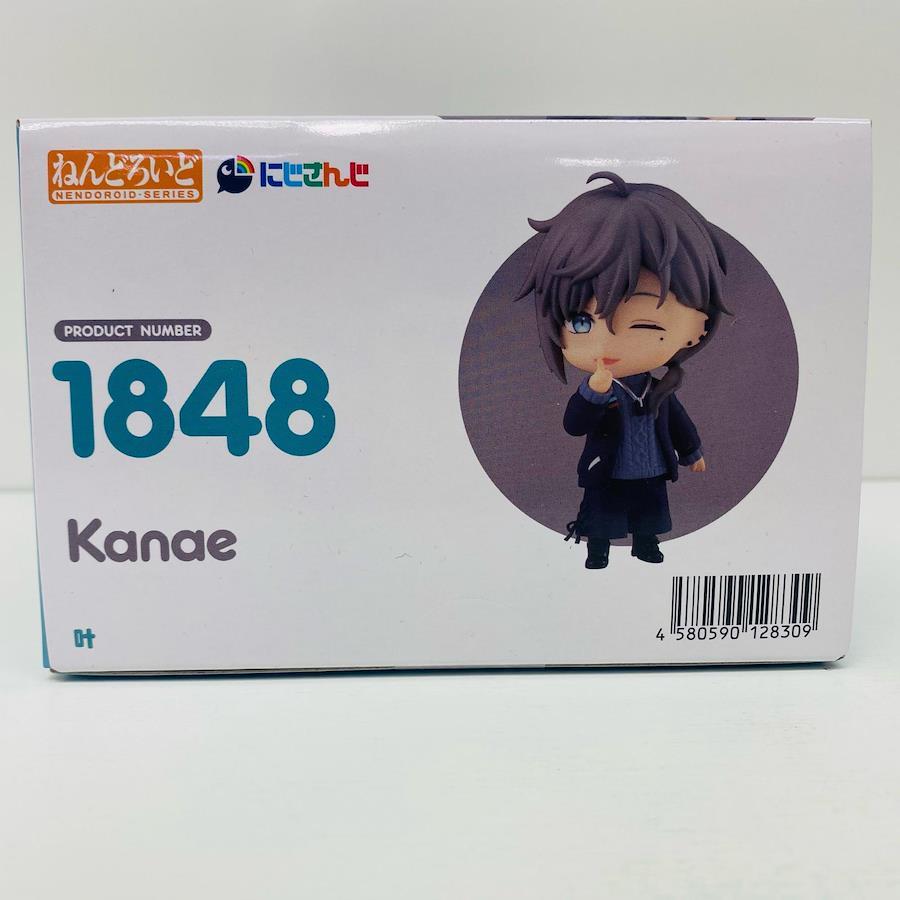 ねんどろいど
NENDOROID-SERIES
にじさんじ
PRODUCT NUMBER
1848
Kanae
叶
4 580590 128309